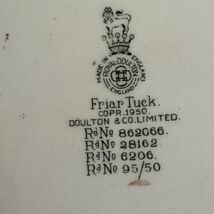 MADE IN ENGLAND
ROYAL·DOULTON
ENGLAND
Friar Tuck.
COPR.1950.
DOULTON & CO. LIMITED.
Rd No 862066.
Rd No 28162.
Rd No 6206.
Rd No 95/50